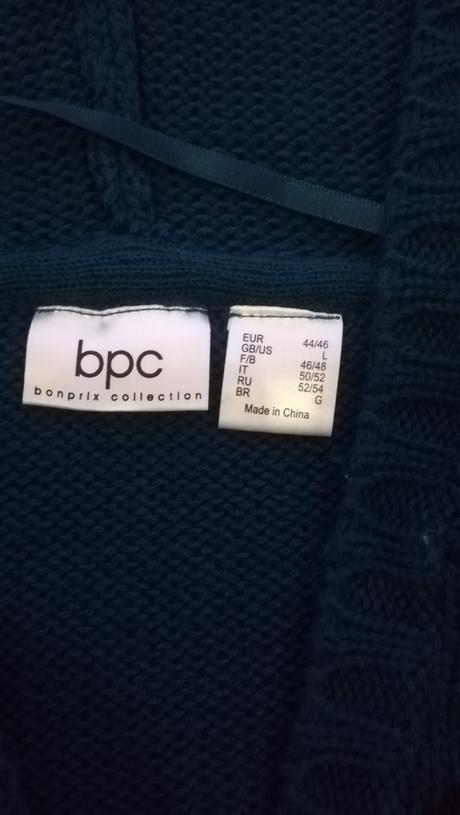 bpc
bonprix collection
EUR 44/46
GB/US L
F/B 46/48
IT 50/52
RU 52/54
BR G
Made in China